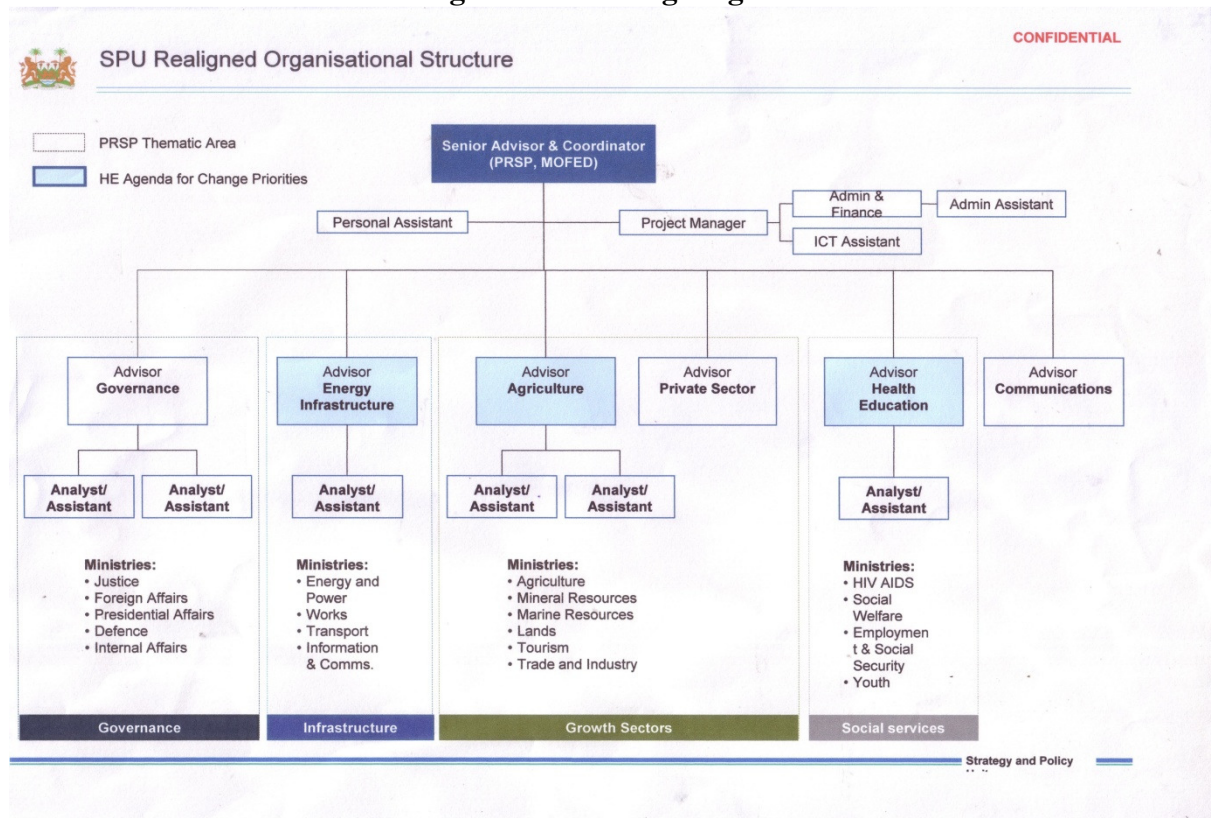 CONFIDENTIAL
SPU Realigned Organisational Structure
PRSP Thematic Area
HE Agenda for Change Priorities
Senior Advisor & Coordinator
(PRSP, MOFED)
Personal Assistant
Project Manager
Admin &
Finance
Admin Assistant
ICT Assistant
Advisor
Governance
Advisor
Energy
Infrastructure
Advisor
Agriculture
Advisor
Private Sector
Advisor
Health
Education
Advisor
Communications
Analyst/
Assistant
Analyst/
Assistant
Analyst/
Assistant
Analyst/
Assistant
Analyst/
Assistant
Analyst/
Assistant
Ministries:
• Justice
• Foreign Affairs
• Presidential Affairs
• Defence
• Internal Affairs
Ministries:
• Energy and
Power
• Works
• Transport
• Information
& Comms.
Ministries:
• Agriculture
• Mineral Resources
• Marine Resources
• Lands
• Tourism
• Trade and Industry
Ministries:
• HIV AIDS
• Social
Welfare
• Employmen
t & Social
Security
• Youth
Governance
Infrastructure
Growth Sectors
Social services
Strategy and Policy